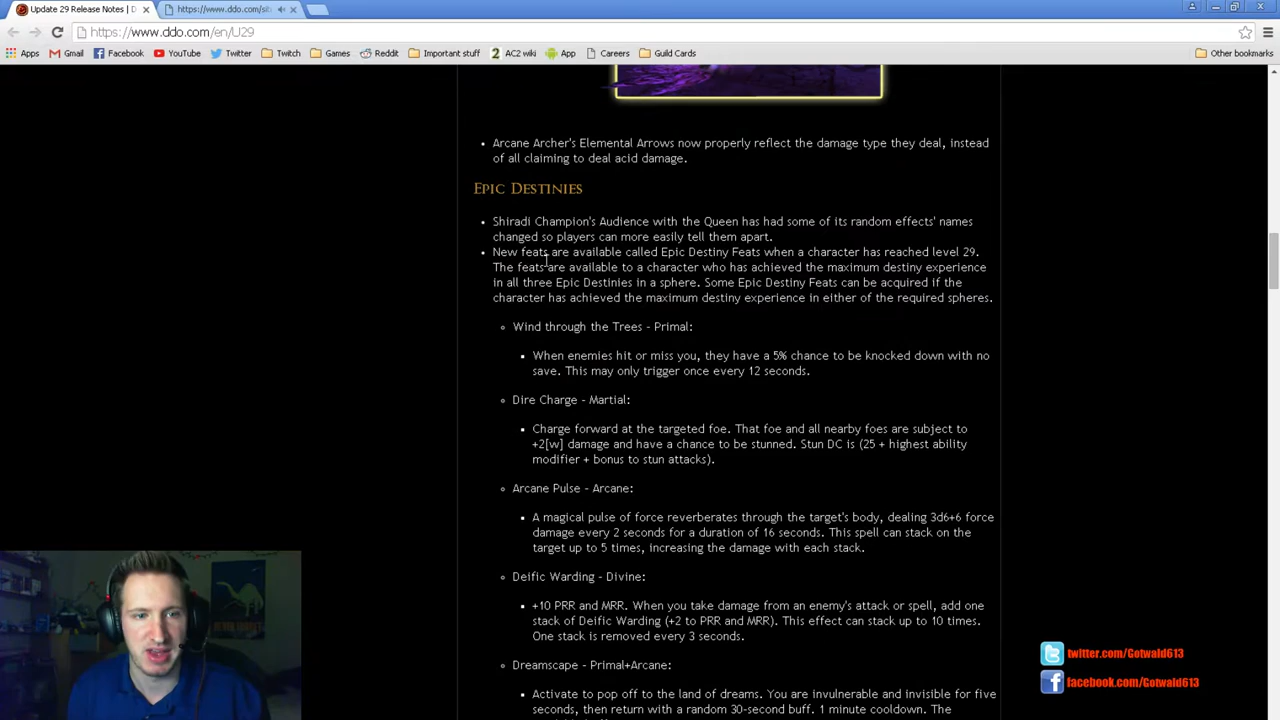 Update 29 Release Notes | D
https://www.ddo.com/sit
https://www.ddo.com/en/U29
Apps Gmail Facebook YouTube Twitter Twitch Games Reddit Important stuff AC2 wiki App Careers Guild Cards Other bookmarks
• Arcane Archer's Elemental Arrows now properly reflect the damage type they deal, instead
of all claiming to deal acid damage.
Epic Destinies
• Shiradi Champion's Audience with the Queen has had some of its random effects' names
changed so players can more easily tell them apart.
• New feats are available called Epic Destiny Feats when a character has reached level 29.
The feats are available to a character who has achieved the maximum destiny experience
in all three Epic Destinies in a sphere. Some Epic Destiny Feats can be acquired if the
character has achieved the maximum destiny experience in either of the required spheres.
Wind through the Trees - Primal:
When enemies hit or miss you, they have a 5% chance to be knocked down with no
save. This may only trigger once every 12 seconds.
Dire Charge - Martial:
Charge forward at the targeted foe. That foe and all nearby foes are subject to
+2[w] damage and have a chance to be stunned. Stun DC is (25 + highest ability
modifier + bonus to stun attacks).
Arcane Pulse - Arcane:
A magical pulse of force reverberates through the target's body, dealing 3d6+6 force
damage every 2 seconds for a duration of 16 seconds. This spell can stack on the
target up to 5 times, increasing the damage with each stack.
Deific Warding - Divine:
+10 PRR and MRR. When you take damage from an enemy's attack or spell, add one
stack of Deific Warding (+2 to PRR and MRR). This effect can stack up to 10 times.
One stack is removed every 3 seconds.
Dreamscape - Primal+Arcane:
Activate to pop off to the land of dreams. You are invulnerable and invisible for five
seconds, then return with a random 30-second buff. 1 minute cooldown. The
twitter.com/Gotwald613
facebook.com/Gotwald613